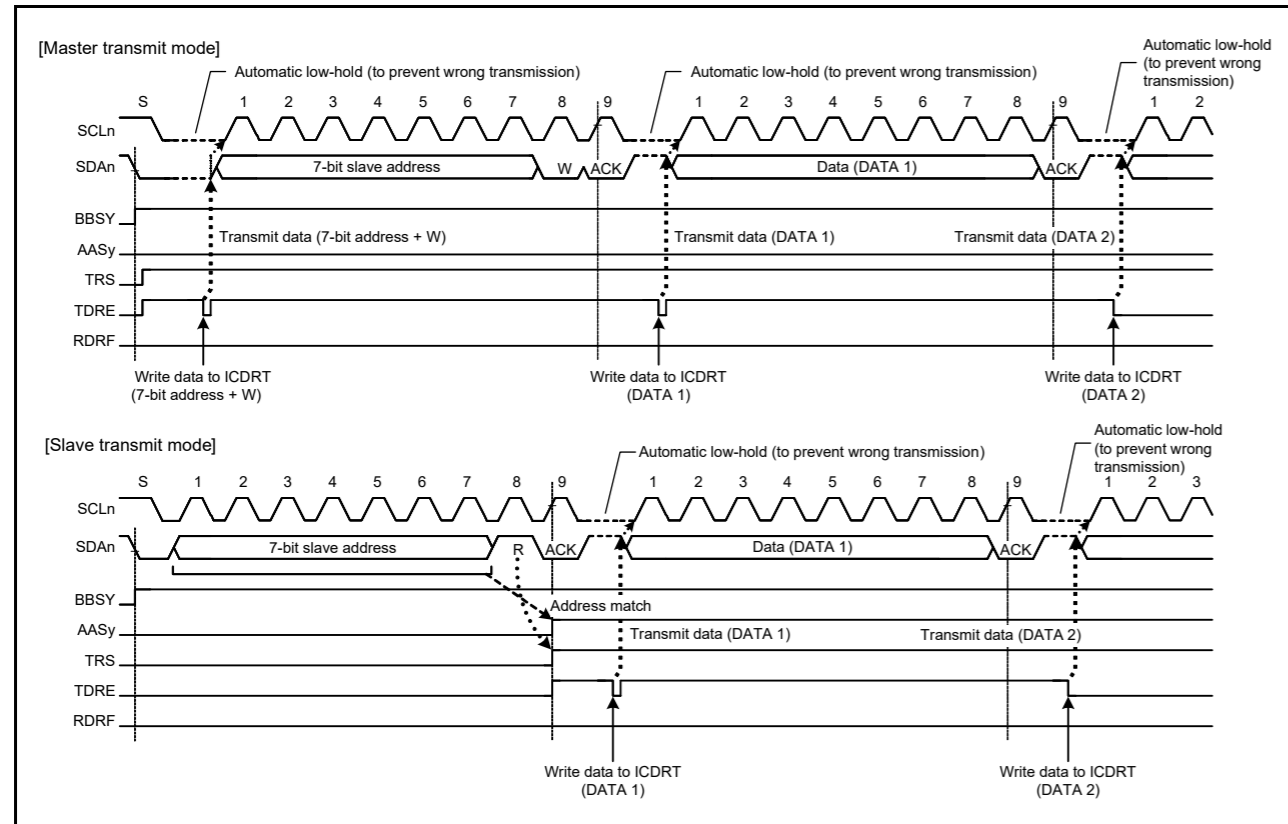 [Master transmit mode]
Automatic low-hold (to prevent wrong transmission)
Automatic low-hold (to prevent wrong transmission)
Automatic low-hold
(to prevent wrong
transmission)
S 1 2 3 4 5 6 7 8 9 1 2 3 4 5 6 7 8 9 1 2
SCLn
SDAn 7-bit slave address W ACK Data (DATA 1) ACK
BBSY
Transmit data (7-bit address + W) Transmit data (DATA 1) Transmit data (DATA 2)
AASy
TRS
TDRE
RDRF
Write data to ICDRT
(7-bit address + W)
Write data to ICDRT
(DATA 1)
Write data to ICDRT
(DATA 2)
[Slave transmit mode]
Automatic low-hold (to prevent wrong transmission)
Automatic low-hold
(to prevent wrong
transmission)
S 1 2 3 4 5 6 7 8 9 1 2 3 4 5 6 7 8 9 1 2 3
SCLn
SDAn 7-bit slave address R ACK Data (DATA 1) ACK
BBSY
Address match
AASy
Transmit data (DATA 1) Transmit data (DATA 2)
TRS
TDRE
RDRF
Write data to ICDRT
(DATA 1)
Write data to ICDRT
(DATA 2)